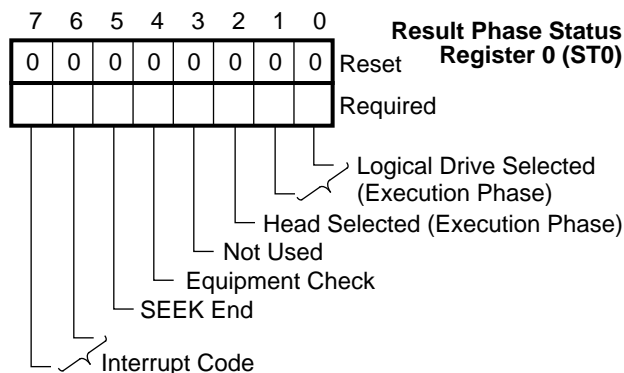 7 6 5 4 3 2 1 0
Result Phase Status
Register 0 (ST0)
0 0 0 0 0 0 0 0 Reset
Required
Logical Drive Selected
(Execution Phase)
Head Selected (Execution Phase)
Not Used
Equipment Check
SEEK End
Interrupt Code